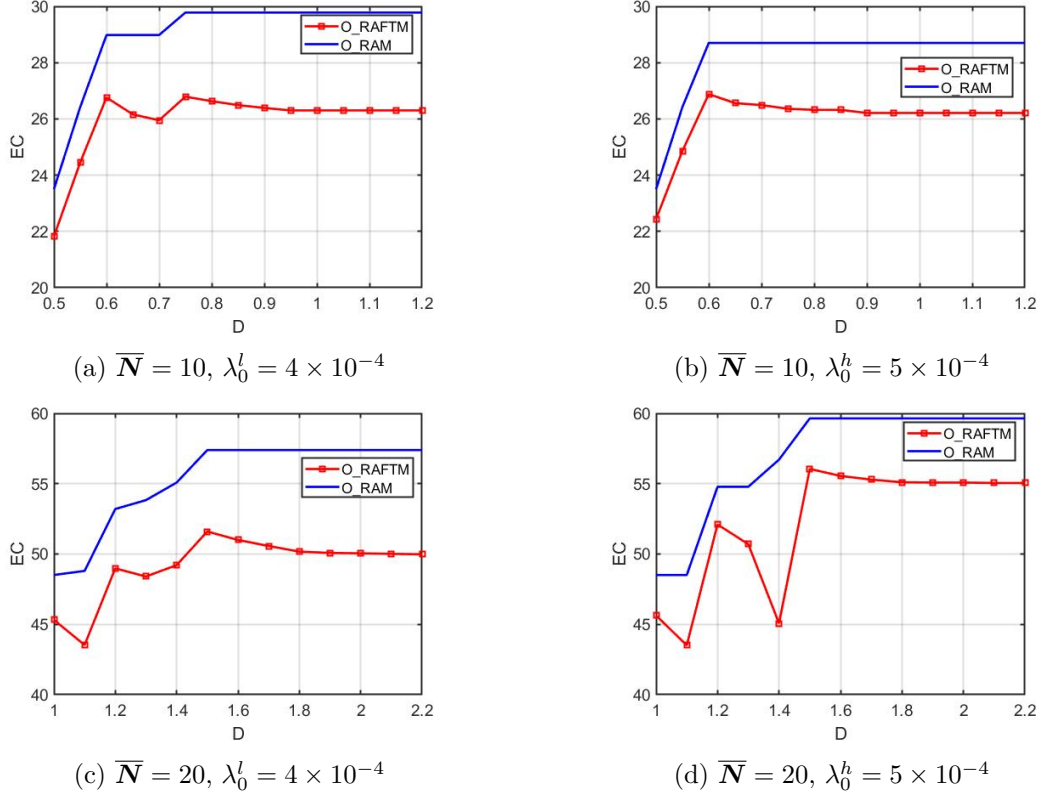 30
28
26
24
22
20
EC
0.5 0.6 0.7 0.8 0.9 1 1.1 1.2
D
O_RAFTM
O_RAM
(a) N̅ = 10, λ₀ˡ = 4 × 10⁻⁴
30
28
26
24
22
20
EC
0.5 0.6 0.7 0.8 0.9 1 1.1 1.2
D
O_RAFTM
O_RAM
(b) N̅ = 10, λ₀ʰ = 5 × 10⁻⁴
60
55
50
45
40
EC
1 1.2 1.4 1.6 1.8 2 2.2
D
O_RAFTM
O_RAM
(c) N̅ = 20, λ₀ˡ = 4 × 10⁻⁴
60
55
50
45
40
EC
1 1.2 1.4 1.6 1.8 2 2.2
D
O_RAFTM
O_RAM
(d) N̅ = 20, λ₀ʰ = 5 × 10⁻⁴